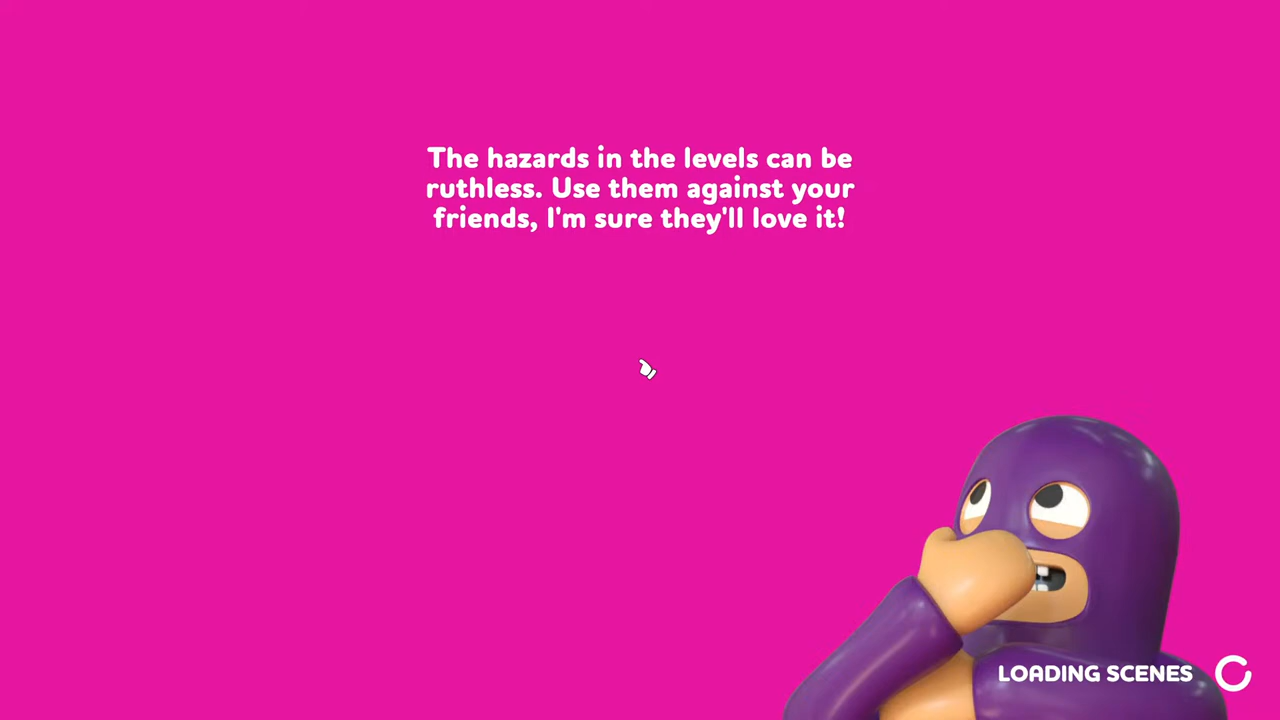 The hazards in the levels can be
ruthless. Use them against your
friends, I'm sure they'll love it!
LOADING SCENES